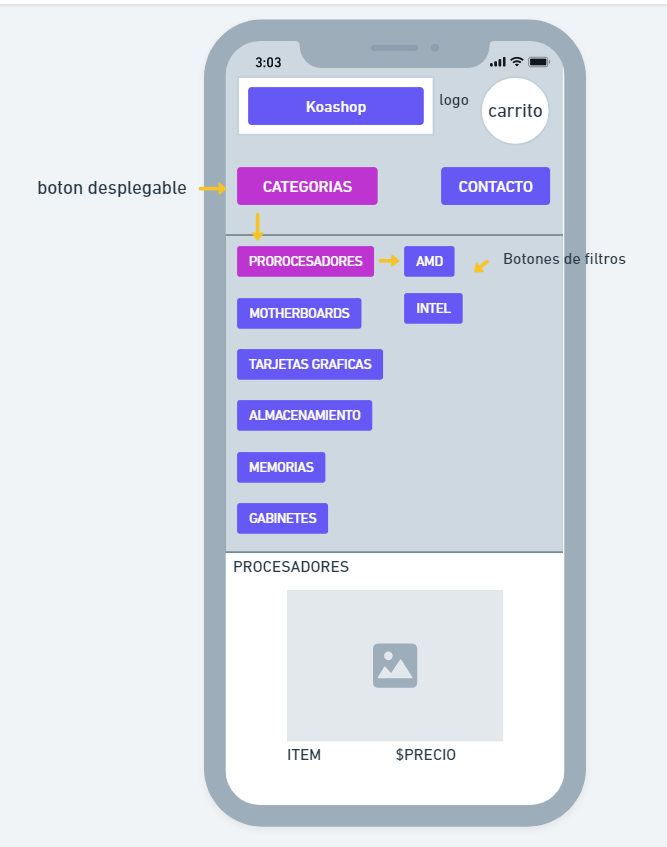 3:03
Koashop
logo
carrito
boton desplegable
CATEGORIAS
CONTACTO
PROROCESADORES
AMD
Botones de filtros
MOTHERBOARDS
INTEL
TARJETAS GRAFICAS
ALMACENAMIENTO
MEMORIAS
GABINETES
PROCESADORES
ITEM
$PRECIO